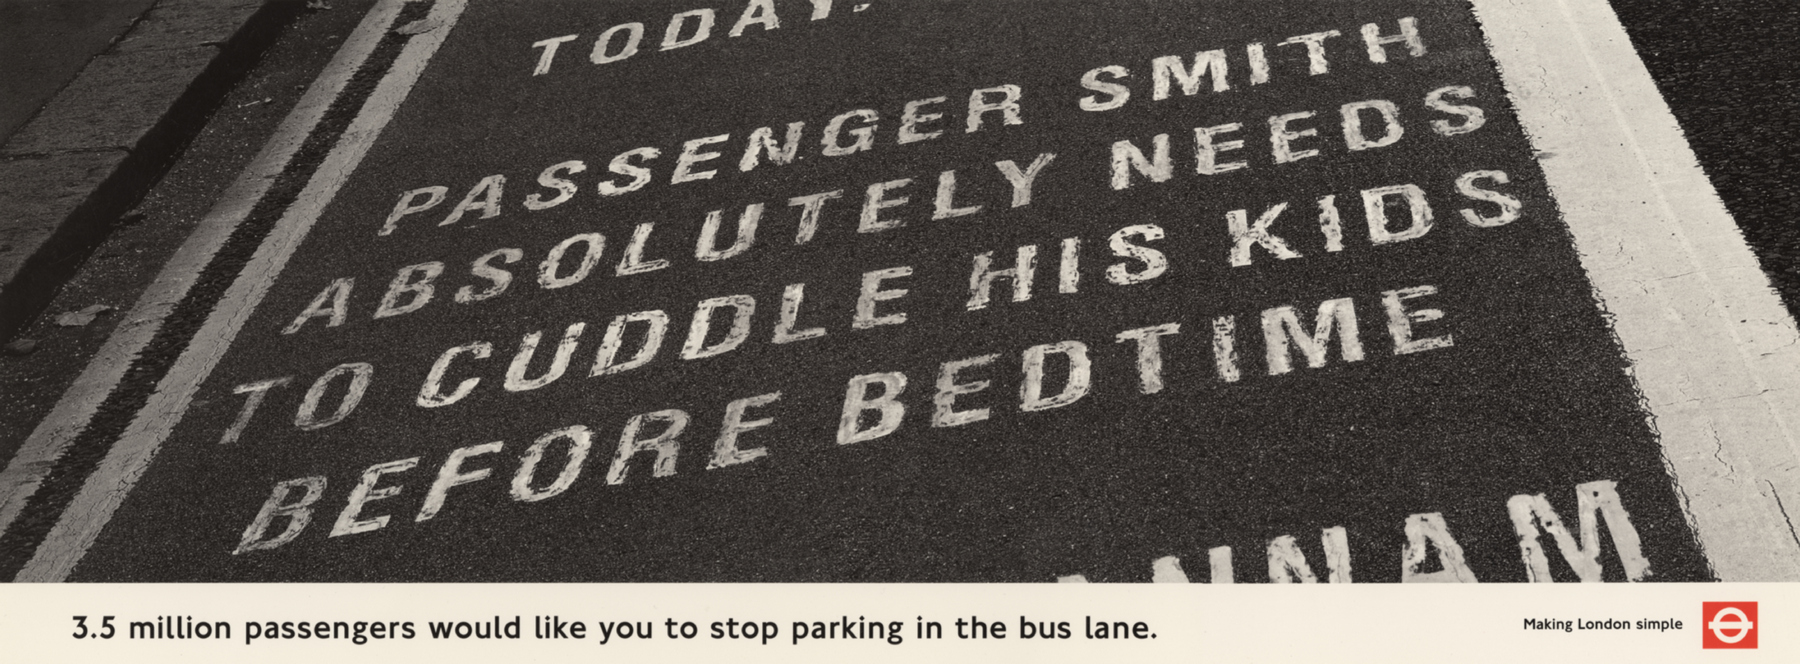 TODAY.
PASSENGER SMITH
ABSOLUTELY NEEDS
TO CUDDLE HIS KIDS
BEFORE BEDTIME
3.5 million passengers would like you to stop parking in the bus lane.
Making London simple